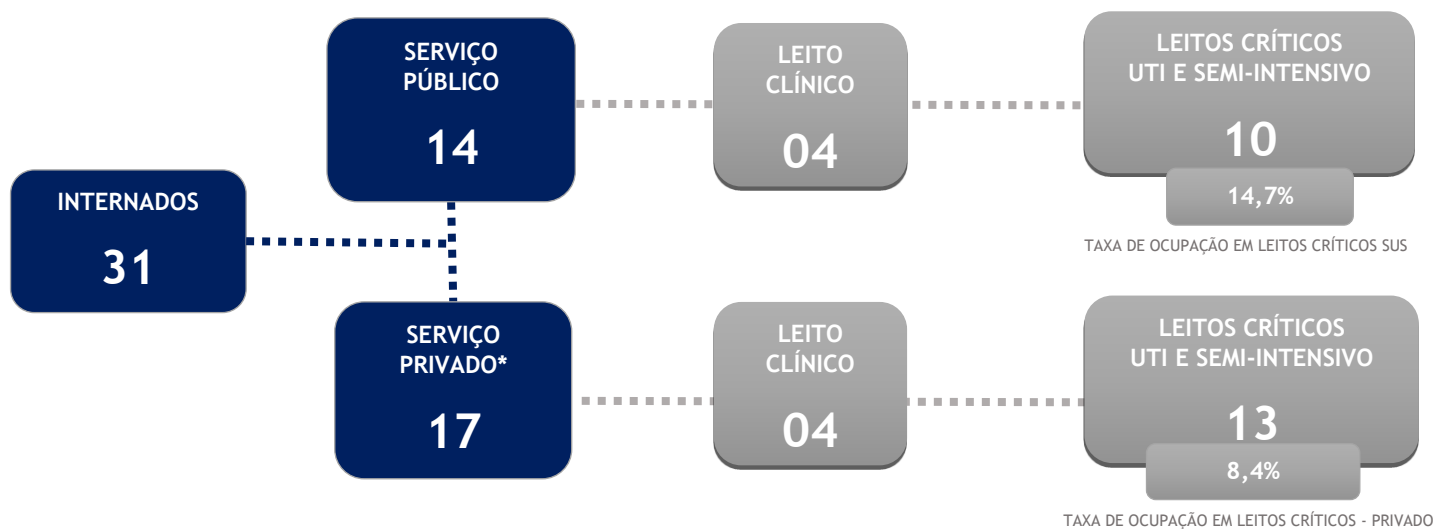 INTERNADOS
31
SERVIÇO
PÚBLICO
14
LEITO
CLÍNICO
04
LEITOS CRÍTICOS
UTI E SEMI-INTENSIVO
10
14,7%
TAXA DE OCUPAÇÃO EM LEITOS CRÍTICOS SUS
SERVIÇO
PRIVADO*
17
LEITO
CLÍNICO
04
LEITOS CRÍTICOS
UTI E SEMI-INTENSIVO
13
8,4%
TAXA DE OCUPAÇÃO EM LEITOS CRÍTICOS - PRIVADO